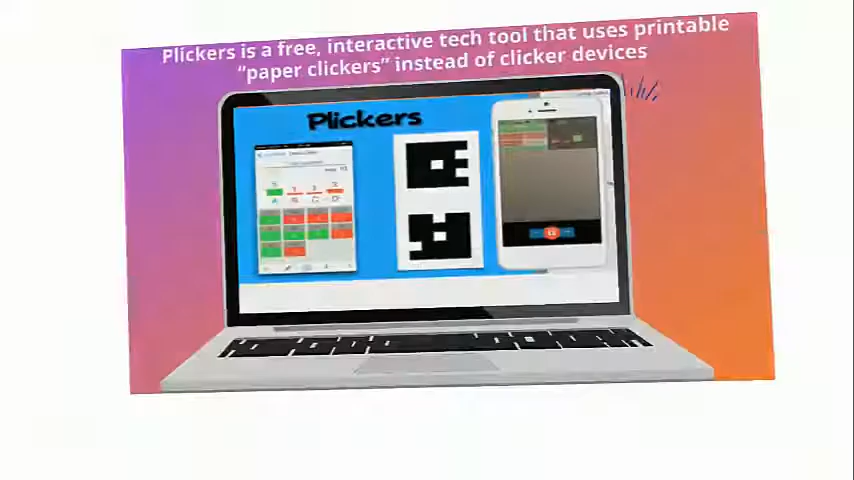 Plickers is a free, interactive tech tool that uses printable
“paper clickers” instead of clicker devices
Plickers
A